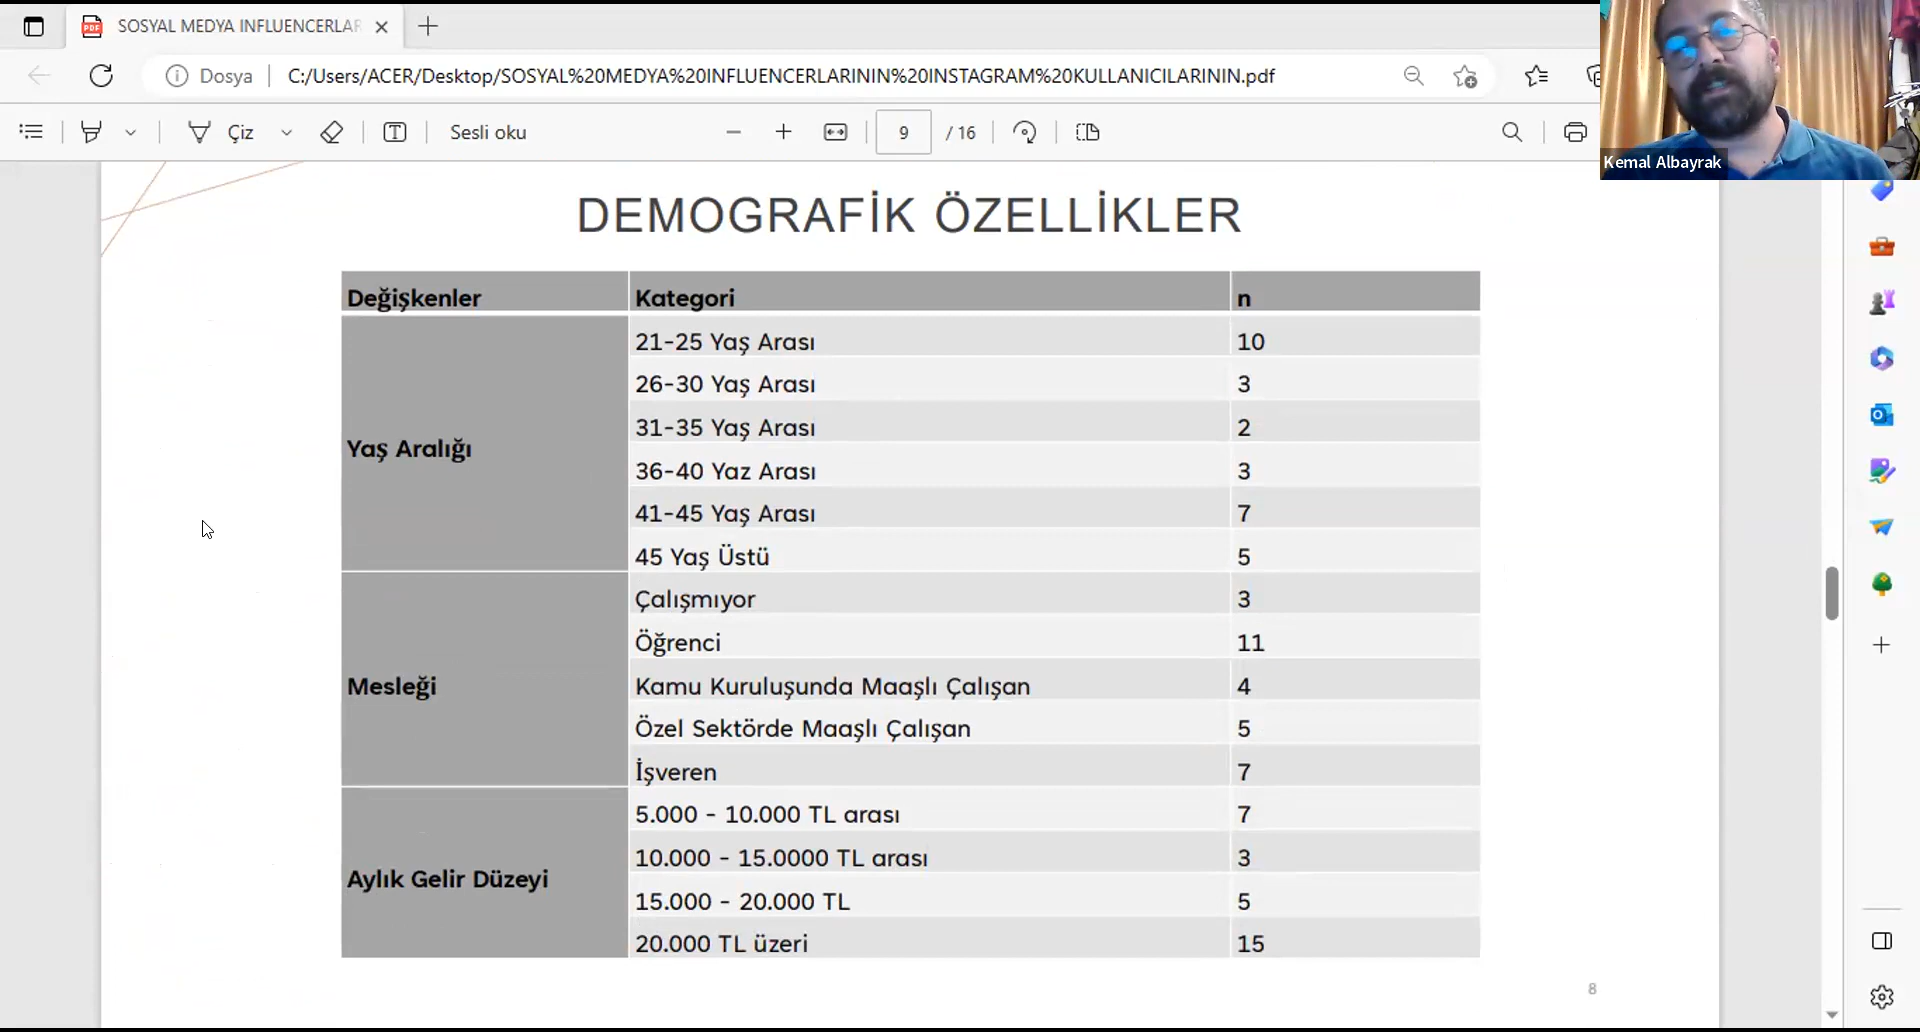 SOSYAL MEDYA INFLUENCERLAR
Dosya
C:/Users/ACER/Desktop/SOSYAL%20MEDYA%20INFLUENCERLARININ%20INSTAGRAM%20KULLANICILARININ.pdf
Çiz
Sesli oku
9 / 16
Kemal Albayrak
DEMOGRAFİK ÖZELLİKLER
Değişkenler Kategori n
Yaş Aralığı
21-25 Yaş Arası 10
26-30 Yaş Arası 3
31-35 Yaş Arası 2
36-40 Yaz Arası 3
41-45 Yaş Arası 7
45 Yaş Üstü 5
Mesleği
Çalışmıyor 3
Öğrenci 11
Kamu Kuruluşunda Maaşlı Çalışan 4
Özel Sektörde Maaşlı Çalışan 5
İşveren 7
Aylık Gelir Düzeyi
5.000 - 10.000 TL arası 7
10.000 - 15.0000 TL arası 3
15.000 - 20.000 TL 5
20.000 TL üzeri 15
8